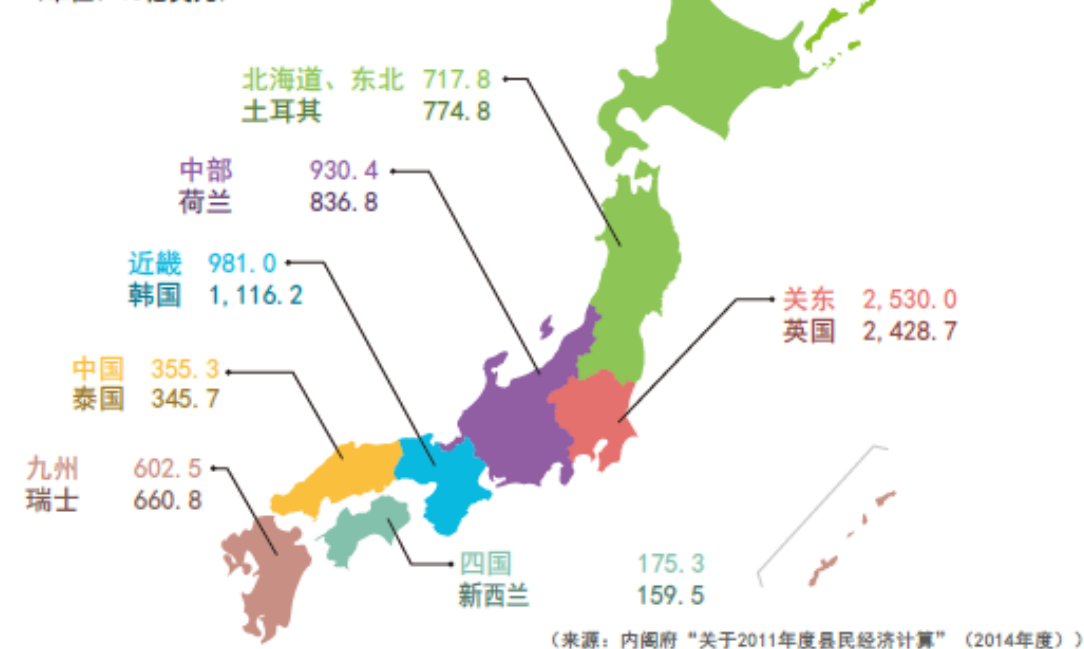 北海道、东北 717.8
土耳其 774.8
中部 930.4
荷兰 836.8
近畿 981.0
韩国 1,116.2
关东 2,530.0
英国 2,428.7
中国 355.3
泰国 345.7
九州 602.5
瑞士 660.8
四国 175.3
新西兰 159.5
(来源：内阁府“关于2011年度县民经济计算”(2014年度))